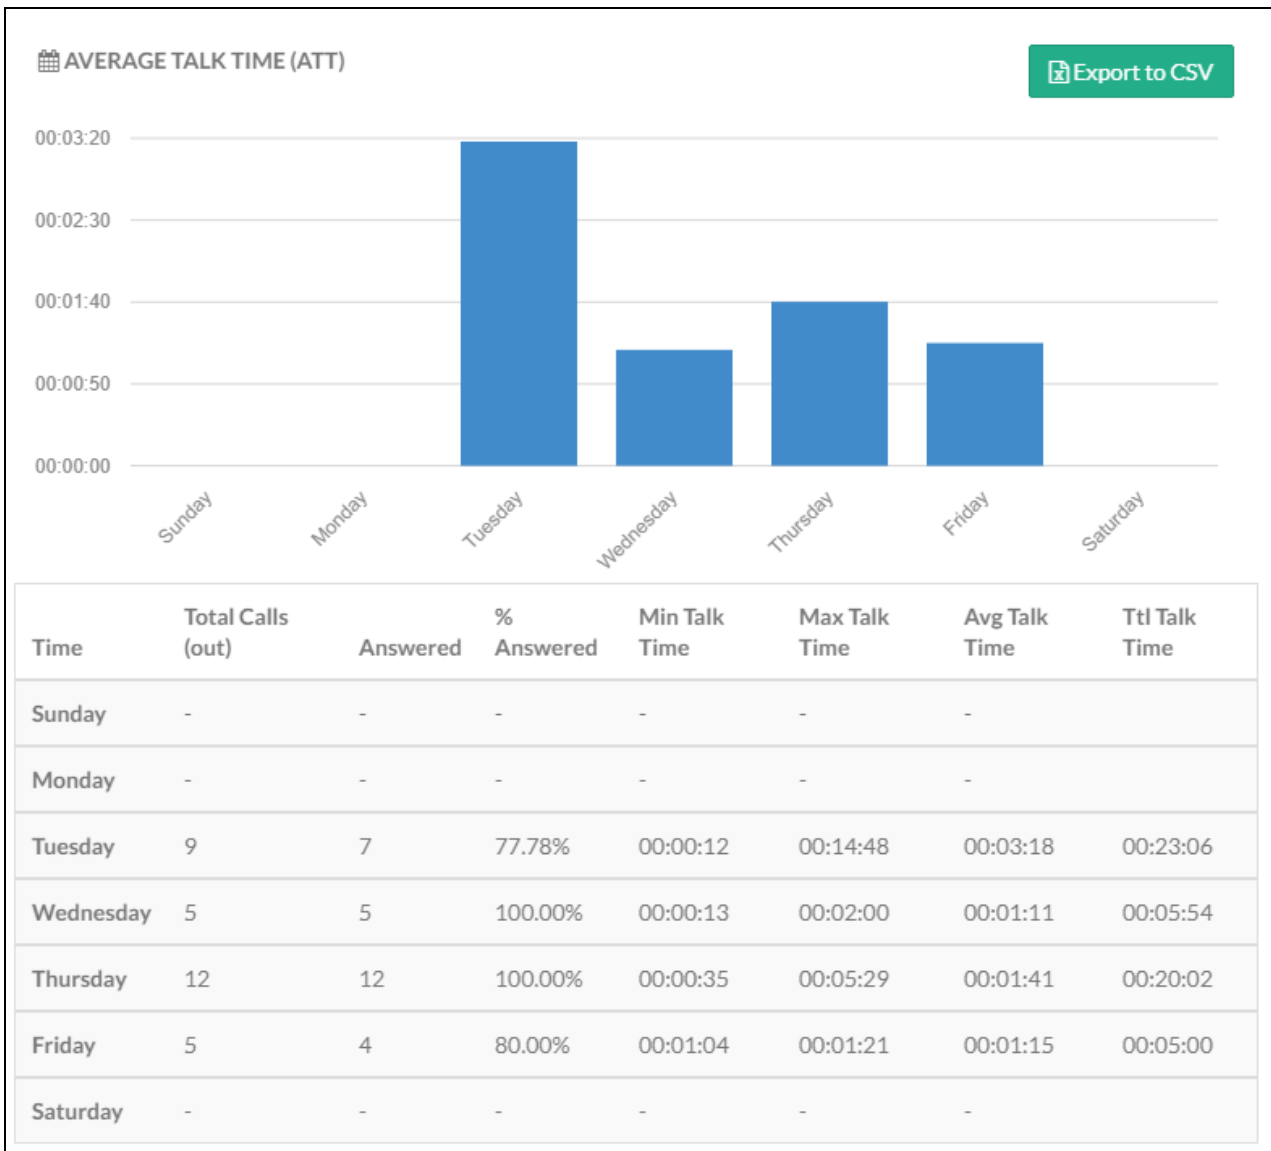 AVERAGE TALK TIME (ATT)
Export to CSV
00:03:20
00:02:30
00:01:40
00:00:50
00:00:00
Sunday Monday Tuesday Wednesday Thursday Friday Saturday
Time Total Calls (out) Answered % Answered Min Talk Time Max Talk Time Avg Talk Time Ttl Talk Time
Sunday - - - - - -
Monday - - - - - -
Tuesday 9 7 77.78% 00:00:12 00:14:48 00:03:18 00:23:06
Wednesday 5 5 100.00% 00:00:13 00:02:00 00:01:11 00:05:54
Thursday 12 12 100.00% 00:00:35 00:05:29 00:01:41 00:20:02
Friday 5 4 80.00% 00:01:04 00:01:21 00:01:15 00:05:00
Saturday - - - - - -